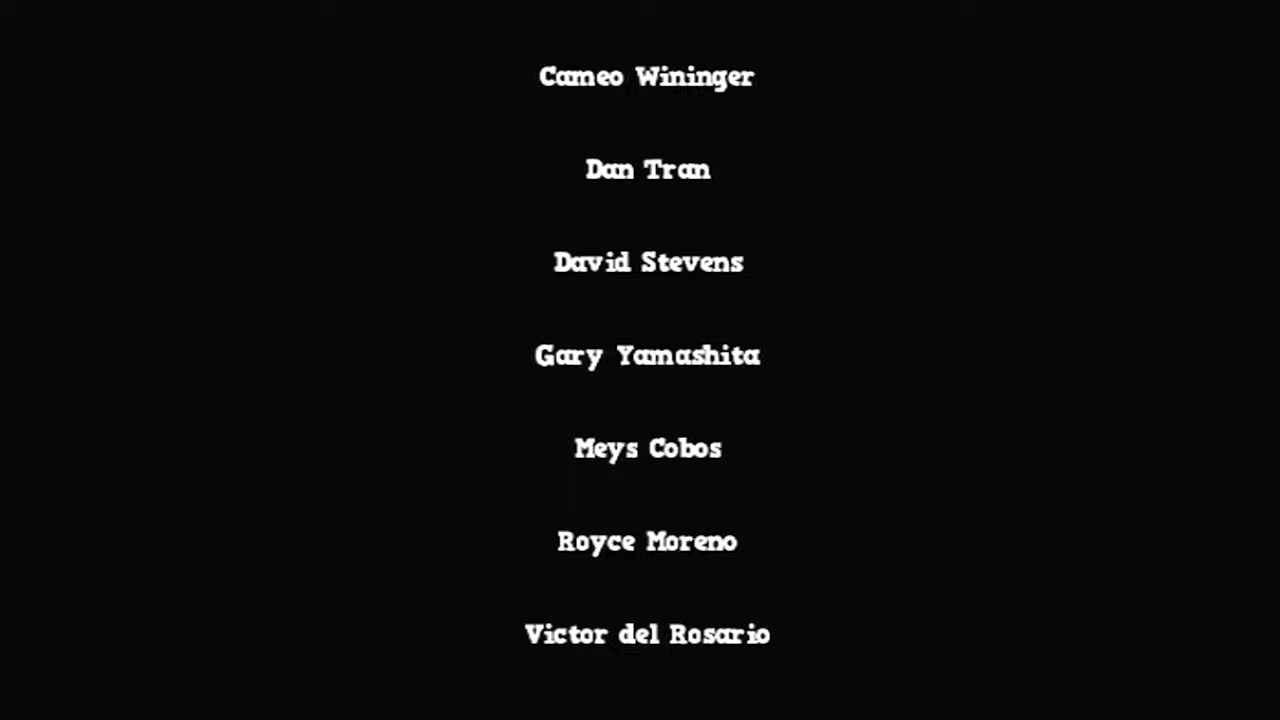 Cameo Wininger
Dan Tran
David Stevens
Gary Yamashita
Meys Cobos
Royce Moreno
Victor del Rosario